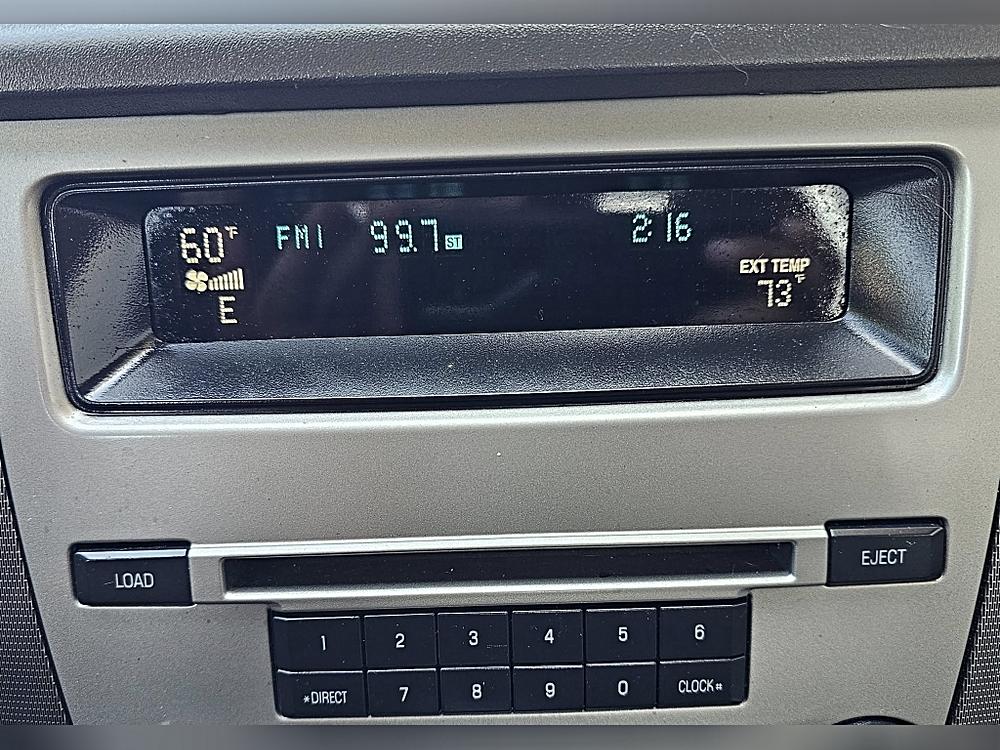 60°F FM1 99.7 ST 2:16
EXT TEMP
E 73°F
LOAD EJECT
1 2 3 4 5 6
*DIRECT 7 8 9 0 CLOCK#